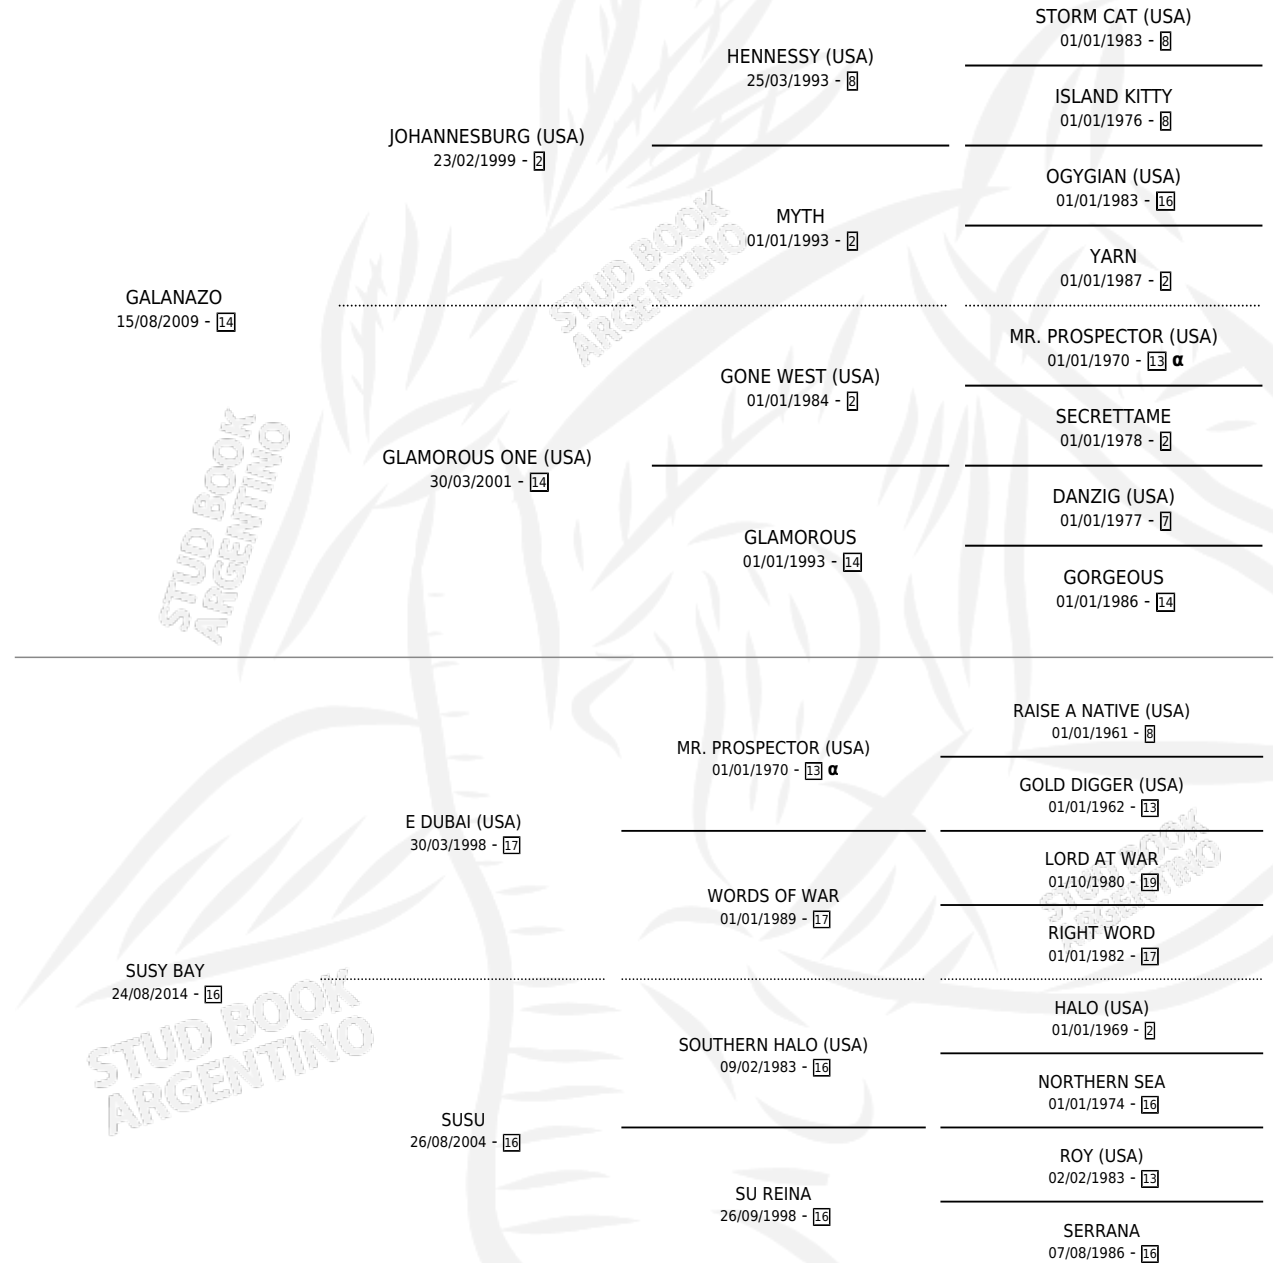 STORM CAT (USA)
01/01/1983 - 8
HENNESSY (USA)
25/03/1993 - 8
ISLAND KITTY
01/01/1976 - 8
JOHANNESBURG (USA)
23/02/1999 - 2
OGYGIAN (USA)
01/01/1983 - 16
MYTH
01/01/1993 - 2
YARN
01/01/1987 - 2
GALANAZO
15/08/2009 - 14
MR. PROSPECTOR (USA)
01/01/1970 - 13 α
GONE WEST (USA)
01/01/1984 - 2
SECRETTAME
01/01/1978 - 2
GLAMOROUS ONE (USA)
30/03/2001 - 14
DANZIG (USA)
01/01/1977 - 7
GLAMOROUS
01/01/1993 - 14
GORGEOUS
01/01/1986 - 14
STUD BOOK
ARGENTINO
STUD BOOK
ARGENTINO
RAISE A NATIVE (USA)
01/01/1961 - 8
MR. PROSPECTOR (USA)
01/01/1970 - 13 α
GOLD DIGGER (USA)
01/01/1962 - 13
E DUBAI (USA)
30/03/1998 - 17
LORD AT WAR
01/10/1980 - 19
WORDS OF WAR
01/01/1989 - 17
RIGHT WORD
01/01/1982 - 17
STUD BOOK
ARGENTINO
SUSY BAY
24/08/2014 - 16
HALO (USA)
01/01/1969 - 2
SOUTHERN HALO (USA)
09/02/1983 - 16
NORTHERN SEA
01/01/1974 - 16
SUSU
26/08/2004 - 16
ROY (USA)
02/02/1983 - 13
SU REINA
26/09/1998 - 16
SERRANA
07/08/1986 - 16
STUD BOOK
ARGENTINO